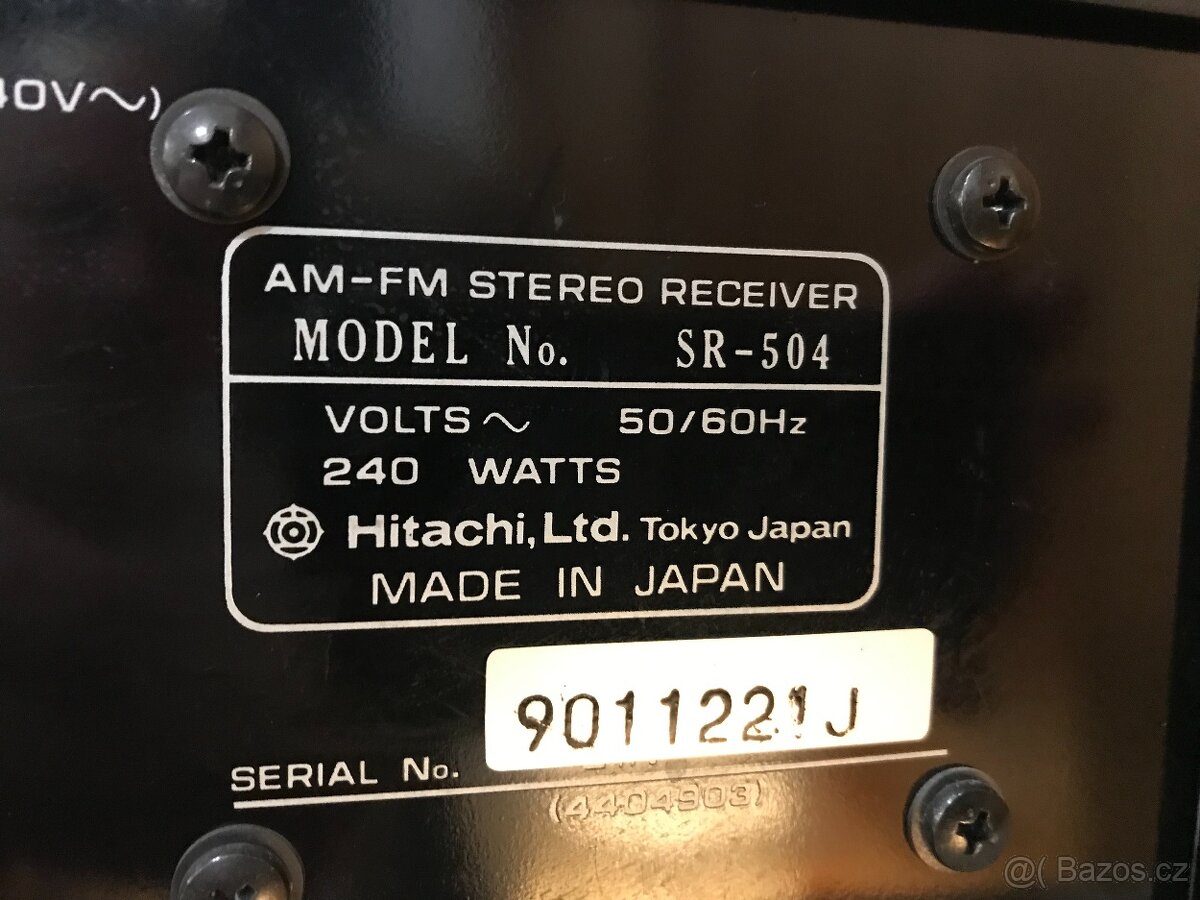 40V~)
AM-FM STEREO RECEIVER
MODEL No. SR-504
VOLTS ~ 50/60Hz
240 WATTS
Hitachi, Ltd. Tokyo Japan
MADE IN JAPAN
9011221J
SERIAL No.
(4404903)
@( Bazos.cz